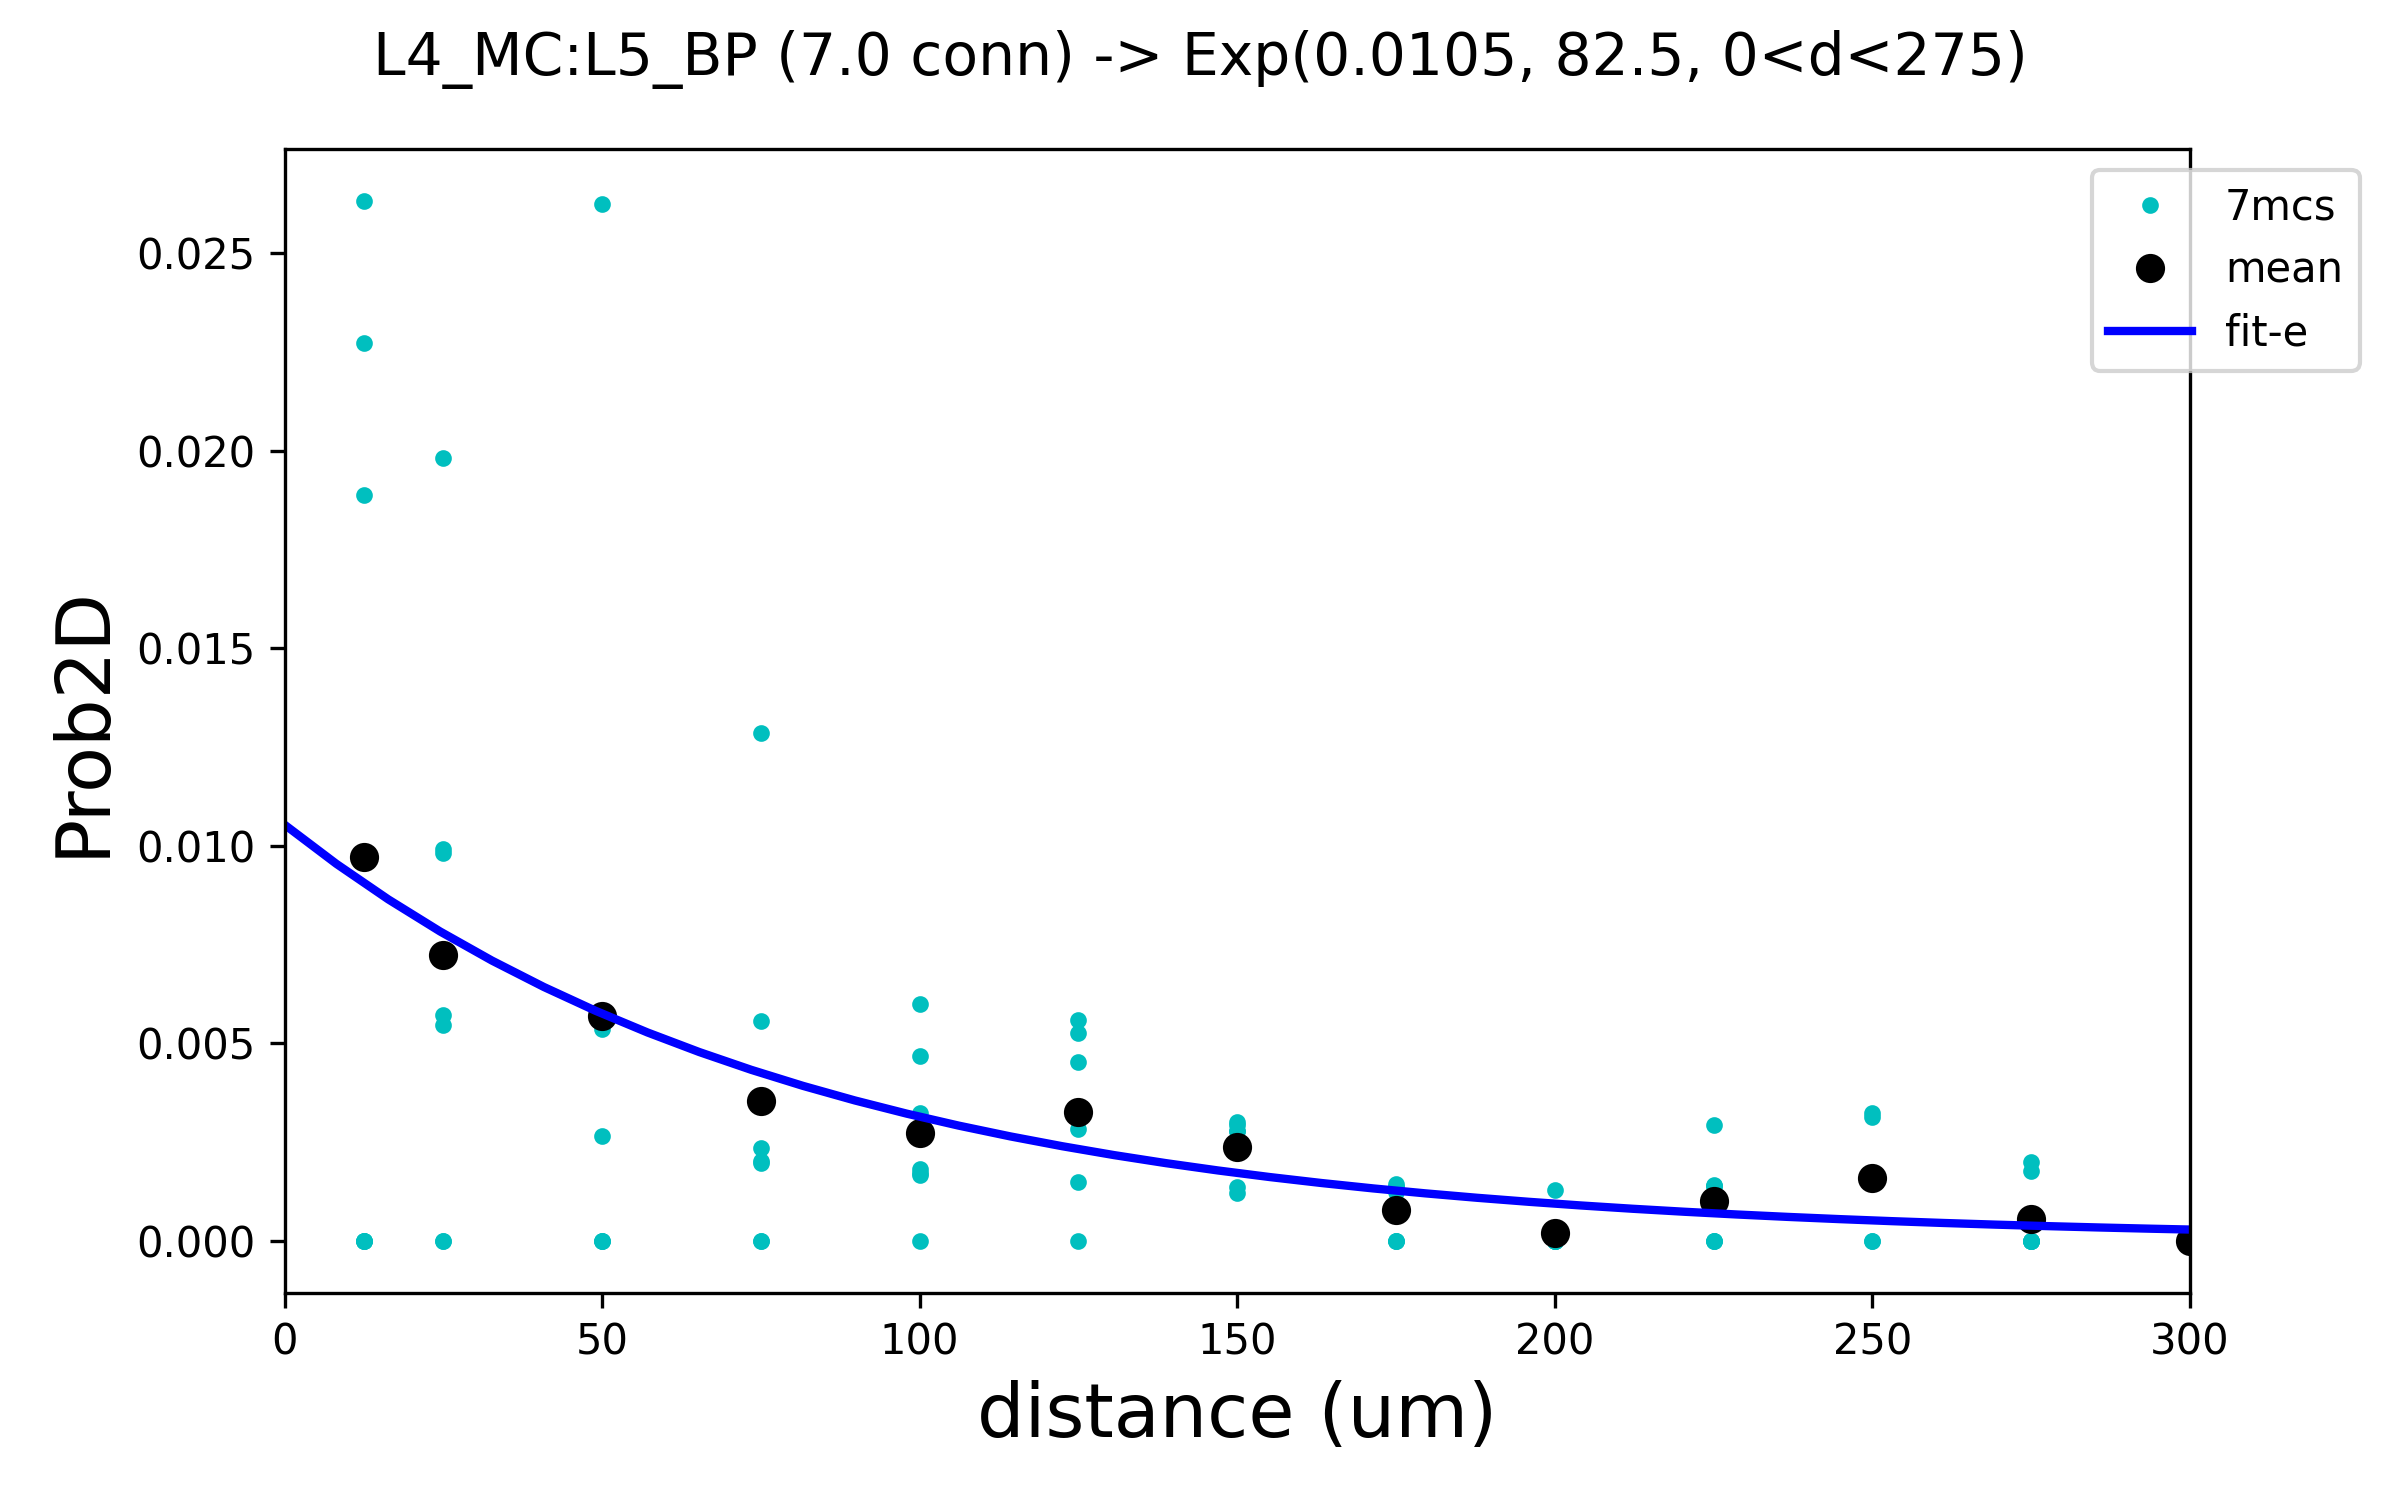 L4_MC:L5_BP (7.0 conn) -> Exp(0.0105, 82.5, 0<d<275)
7mcs
mean
fit-e
0.025
0.020
0.015
0.010
0.005
0.000
Prob2D
0 50 100 150 200 250 300
distance (um)